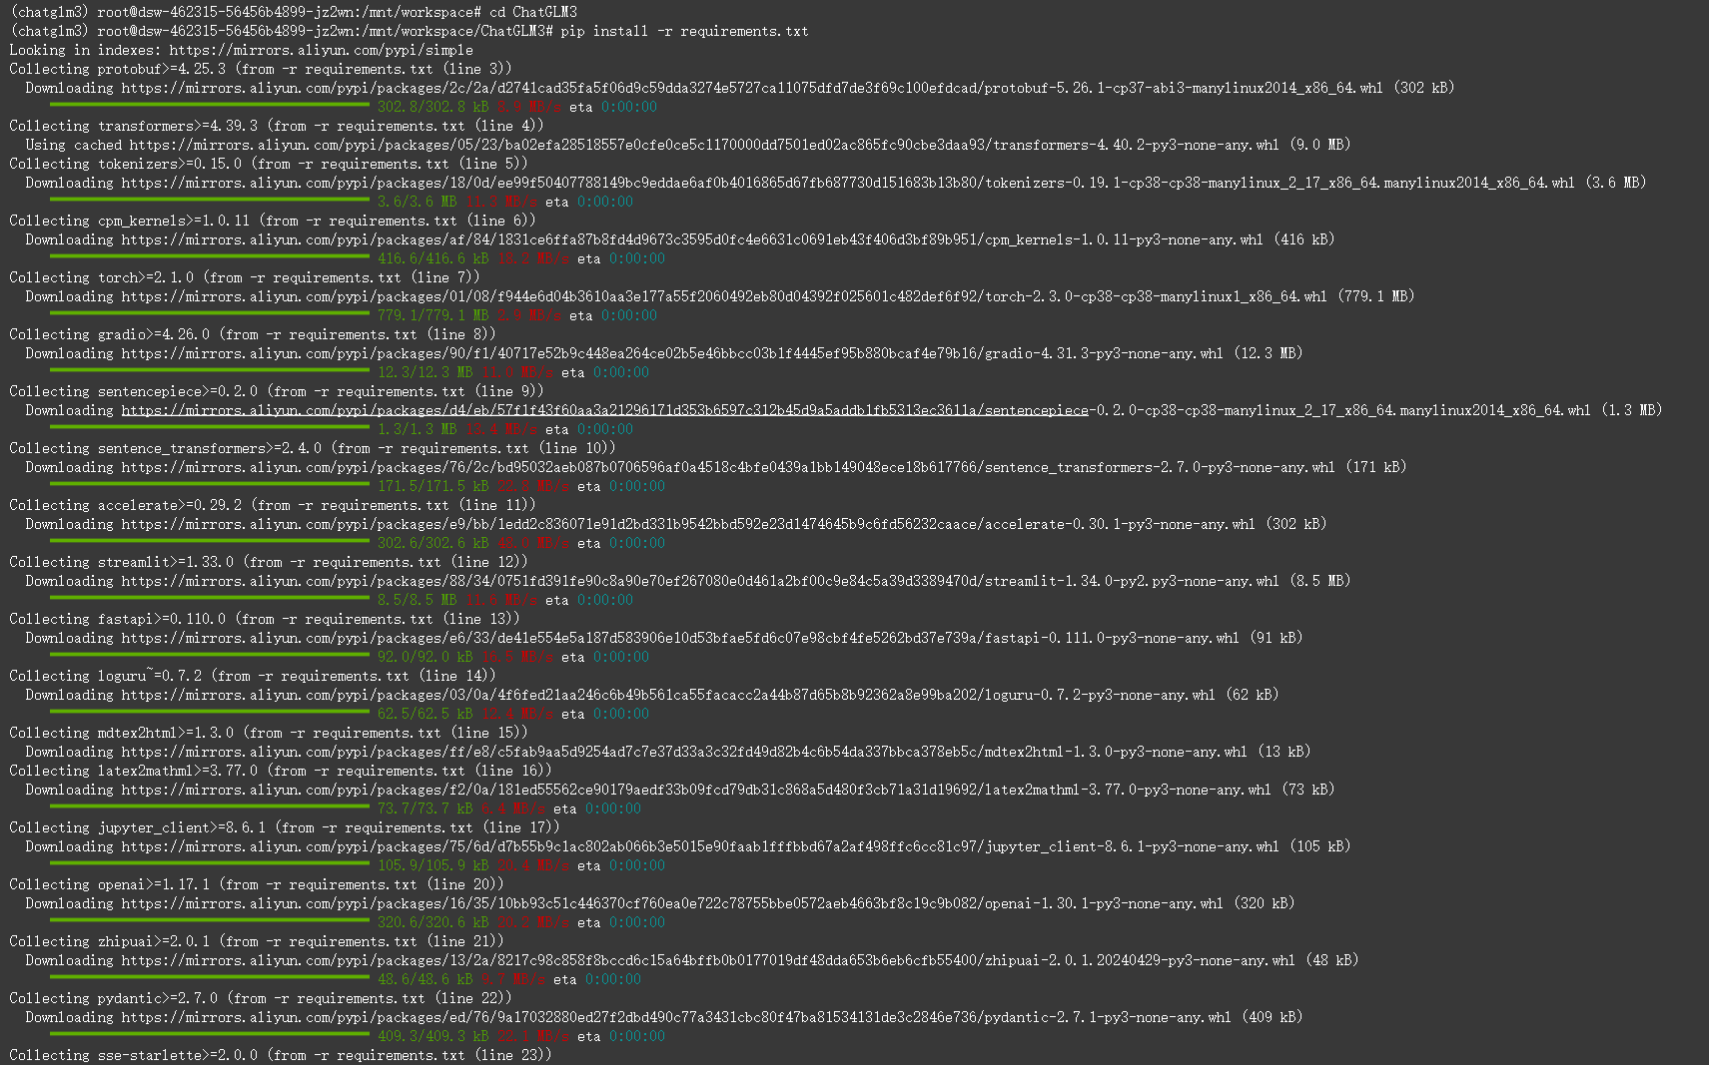 (chatglm3) root@dsw-462315-56456b4899-jz2wn:/mnt/workspace# cd ChatGLM3
(chatglm3) root@dsw-462315-56456b4899-jz2wn:/mnt/workspace/ChatGLM3# pip install -r requirements.txt
Looking in indexes: https://mirrors.aliyun.com/pypi/simple
Collecting protobuf>=4.25.3 (from -r requirements.txt (line 3))
Downloading https://mirrors.aliyun.com/pypi/packages/2c/2a/d2741cad35fa5f06d9c59dda3274e5727ca11075dfd7de3f69c100efdcad/protobuf-5.26.1-cp37-abi3-manylinux2014_x86_64.whl (302 kB)
302.8/302.8 kB eta 0:00:00
Collecting transformers>=4.39.3 (from -r requirements.txt (line 4))
Using cached https://mirrors.aliyun.com/pypi/packages/05/23/ba02efa28518557e0cfe0ce5c1170000dd7501ed02ac865fc90cbe3daa93/transformers-4.40.2-py3-none-any.whl (9.0 MB)
Collecting tokenizers>=0.15.0 (from -r requirements.txt (line 5))
Downloading https://mirrors.aliyun.com/pypi/packages/18/0d/ee99f50407788149bc9eddae6af0b4016865d67fb687730d151683b13b80/tokenizers-0.19.1-cp38-cp38-manylinux_2_17_x86_64.manylinux2014_x86_64.whl (3.6 MB)
3.6/3.6 MB 11.3 MB/s eta 0:00:00
Collecting cpm_kernels>=1.0.11 (from -r requirements.txt (line 6))
Downloading https://mirrors.aliyun.com/pypi/packages/af/84/1831ce6ffa87b8fd4d9673c3595d0fc4e6631c0691eb43f406d3bf89b951/cpm_kernels-1.0.11-py3-none-any.whl (416 kB)
416.6/416.6 kB eta 0:00:00
Collecting torch>=2.1.0 (from -r requirements.txt (line 7))
Downloading https://mirrors.aliyun.com/pypi/packages/01/08/f944e6d04b3610aa3e177a55f2060492eb80d04392f025601c482def6f92/torch-2.3.0-cp38-cp38-manylinux1_x86_64.whl (779.1 MB)
779.1/779.1 MB 2.9 MB/s eta 0:00:00
Collecting gradio>=4.26.0 (from -r requirements.txt (line 8))
Downloading https://mirrors.aliyun.com/pypi/packages/90/f1/40717e52b9c448ea264ce02b5e46bbcc03b1f4445ef95b880bcaf4e79b16/gradio-4.31.3-py3-none-any.whl (12.3 MB)
12.3/12.3 MB eta 0:00:00
Collecting sentencepiece>=0.2.0 (from -r requirements.txt (line 9))
Downloading https://mirrors.aliyun.com/pypi/packages/d4/eb/57f1f43f60aa3a21296171d353b6597c312b45d9a5addb1fb5313ec3611a/sentencepiece-0.2.0-cp38-cp38-manylinux_2_17_x86_64.manylinux2014_x86_64.whl (1.3 MB)
1.3/1.3 MB eta 0:00:00
Collecting sentence_transformers>=2.4.0 (from -r requirements.txt (line 10))
Downloading https://mirrors.aliyun.com/pypi/packages/76/2c/bd95032aeb087b0706596af0a4518c4bfe0439a1bb149048ece18b617766/sentence_transformers-2.7.0-py3-none-any.whl (171 kB)
171.5/171.5 kB eta 0:00:00
Collecting accelerate>=0.29.2 (from -r requirements.txt (line 11))
Downloading https://mirrors.aliyun.com/pypi/packages/e9/bb/1edd2c836071e91d2bd331b9542bbd592e23d1474645b9c6fd56232caace/accelerate-0.30.1-py3-none-any.whl (302 kB)
302.6/302.6 kB eta 0:00:00
Collecting streamlit>=1.33.0 (from -r requirements.txt (line 12))
Downloading https://mirrors.aliyun.com/pypi/packages/88/34/0751fd391fe90c8a90e70ef267080e0d461a2bf00c9e84c5a39d3389470d/streamlit-1.34.0-py2.py3-none-any.whl (8.5 MB)
8.5/8.5 MB 11.6 MB/s eta 0:00:00
Collecting fastapi>=0.110.0 (from -r requirements.txt (line 13))
Downloading https://mirrors.aliyun.com/pypi/packages/e6/33/de41e554e5a187d583906e10d53bfae5fd6c07e98cbf4fe5262bd37e739a/fastapi-0.111.0-py3-none-any.whl (91 kB)
92.0/92.0 kB eta 0:00:00
Collecting loguru~=0.7.2 (from -r requirements.txt (line 14))
Downloading https://mirrors.aliyun.com/pypi/packages/03/0a/4f6fed21aa246c6b49b561ca55facacc2a44b87d65b8b92362a8e99ba202/loguru-0.7.2-py3-none-any.whl (62 kB)
62.5/62.5 kB eta 0:00:00
Collecting mdtex2html>=1.3.0 (from -r requirements.txt (line 15))
Downloading https://mirrors.aliyun.com/pypi/packages/ff/e8/c5fab9aa5d9254ad7c7e37d33a3c32fd49d82b4c6b54da337bbca378eb5c/mdtex2html-1.3.0-py3-none-any.whl (13 kB)
Collecting latex2mathml>=3.77.0 (from -r requirements.txt (line 16))
Downloading https://mirrors.aliyun.com/pypi/packages/f2/0a/181ed55562ce90179aedf33b09fcd79db31c868a5d480f3cb71a31d19692/latex2mathml-3.77.0-py3-none-any.whl (73 kB)
73.7/73.7 kB 6.4 MB/s eta 0:00:00
Collecting jupyter_client>=8.6.1 (from -r requirements.txt (line 17))
Downloading https://mirrors.aliyun.com/pypi/packages/75/6d/d7b55b9c1ac802ab066b3e5015e90faab1fffbbd67a2af498ffc6cc81c97/jupyter_client-8.6.1-py3-none-any.whl (105 kB)
105.9/105.9 kB eta 0:00:00
Collecting openai>=1.17.1 (from -r requirements.txt (line 20))
Downloading https://mirrors.aliyun.com/pypi/packages/16/35/10bb93c51c446370cf760ea0e722c78755bbe0572aeb4663bf8c19c9b082/openai-1.30.1-py3-none-any.whl (320 kB)
320.6/320.6 kB eta 0:00:00
Collecting zhipuai>=2.0.1 (from -r requirements.txt (line 21))
Downloading https://mirrors.aliyun.com/pypi/packages/13/2a/8217c98c858f8bccd6c15a64bffb0b0177019df48dda653b6eb6cfb55400/zhipuai-2.0.1.20240429-py3-none-any.whl (48 kB)
48.6/48.6 kB eta 0:00:00
Collecting pydantic>=2.7.0 (from -r requirements.txt (line 22))
Downloading https://mirrors.aliyun.com/pypi/packages/ed/76/9a17032880ed27f2dbd490c77a3431cbc80f47ba81534131de3c2846e736/pydantic-2.7.1-py3-none-any.whl (409 kB)
409.3/409.3 kB eta 0:00:00
Collecting sse-starlette>=2.0.0 (from -r requirements.txt (line 23))